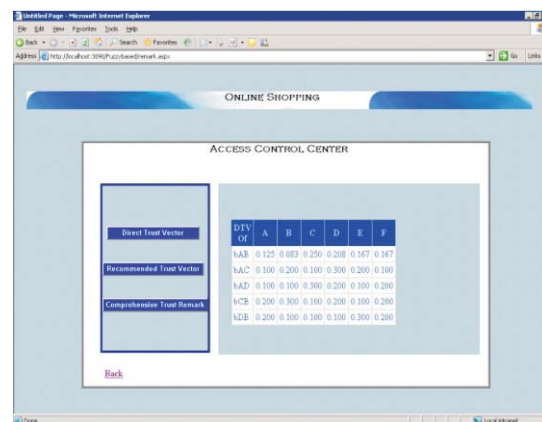 Untitled Page - Microsoft Internet Explorer
File Edit View Favorites Tools Help
Back Search Favorites
Address http://localhost:3090/Fuzzybased/remark.aspx Go Links
ONLINE SHOPPING
ACCESS CONTROL CENTER
Direct Trust Vector
Recommended Trust Vector
Comprehensive Trust Remark
DTV Of A B C D E F
bAB 0.125 0.083 0.250 0.208 0.167 0.167
bAC 0.100 0.200 0.100 0.300 0.200 0.100
bAD 0.100 0.100 0.300 0.200 0.100 0.200
bCB 0.200 0.300 0.100 0.200 0.100 0.200
bDB 0.200 0.100 0.100 0.100 0.300 0.200
Back
Done Local intranet